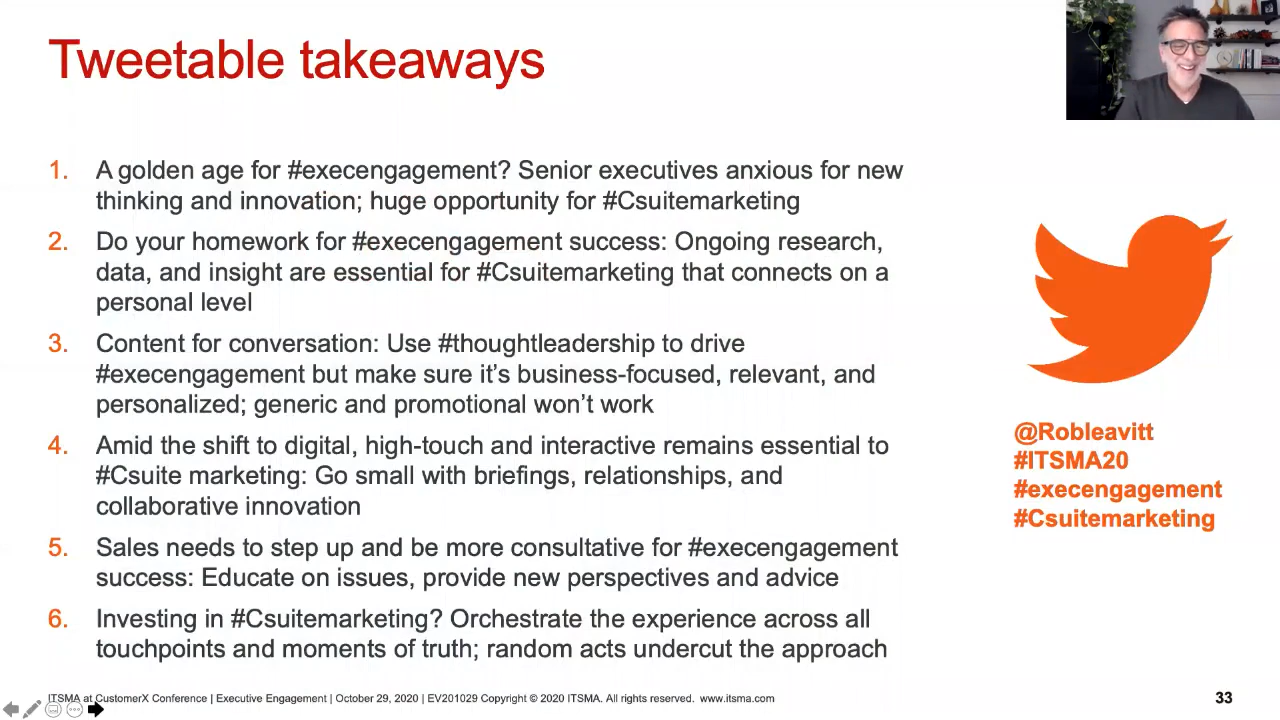 Tweetable takeaways
1. A golden age for #execengagement? Senior executives anxious for new
thinking and innovation; huge opportunity for #Csuitemarketing
2. Do your homework for #execengagement success: Ongoing research,
data, and insight are essential for #Csuitemarketing that connects on a
personal level
3. Content for conversation: Use #thoughtleadership to drive
#execengagement but make sure it’s business-focused, relevant, and
personalized; generic and promotional won’t work
4. Amid the shift to digital, high-touch and interactive remains essential to
#Csuite marketing: Go small with briefings, relationships, and
collaborative innovation
5. Sales needs to step up and be more consultative for #execengagement
success: Educate on issues, provide new perspectives and advice
6. Investing in #Csuitemarketing? Orchestrate the experience across all
touchpoints and moments of truth; random acts undercut the approach
@Robleavitt
#ITSMA20
#execengagement
#Csuitemarketing
ITSMA at CustomerX Conference | Executive Engagement | October 29, 2020 | EV201029 Copyright © 2020 ITSMA. All rights reserved. www.itsma.com
33